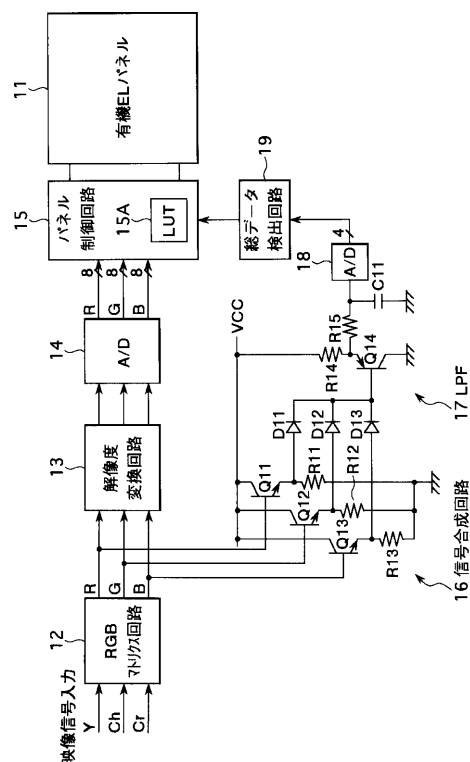 映像信号入力
Y
Ch
Cr
12
RGB
マトリクス回路
R
G
B
13
解像度
変換回路
14
A/D
R
G
B
8
8
8
15
パネル
制御回路
15A
LUT
11
有機ELパネル
19
総データ
検出回路
18
A/D
4
C11
R15
VCC
R14
Q14
D11
D12
D13
Q11
R11
Q12
R12
Q13
R13
16 信号合成回路
17 LPF